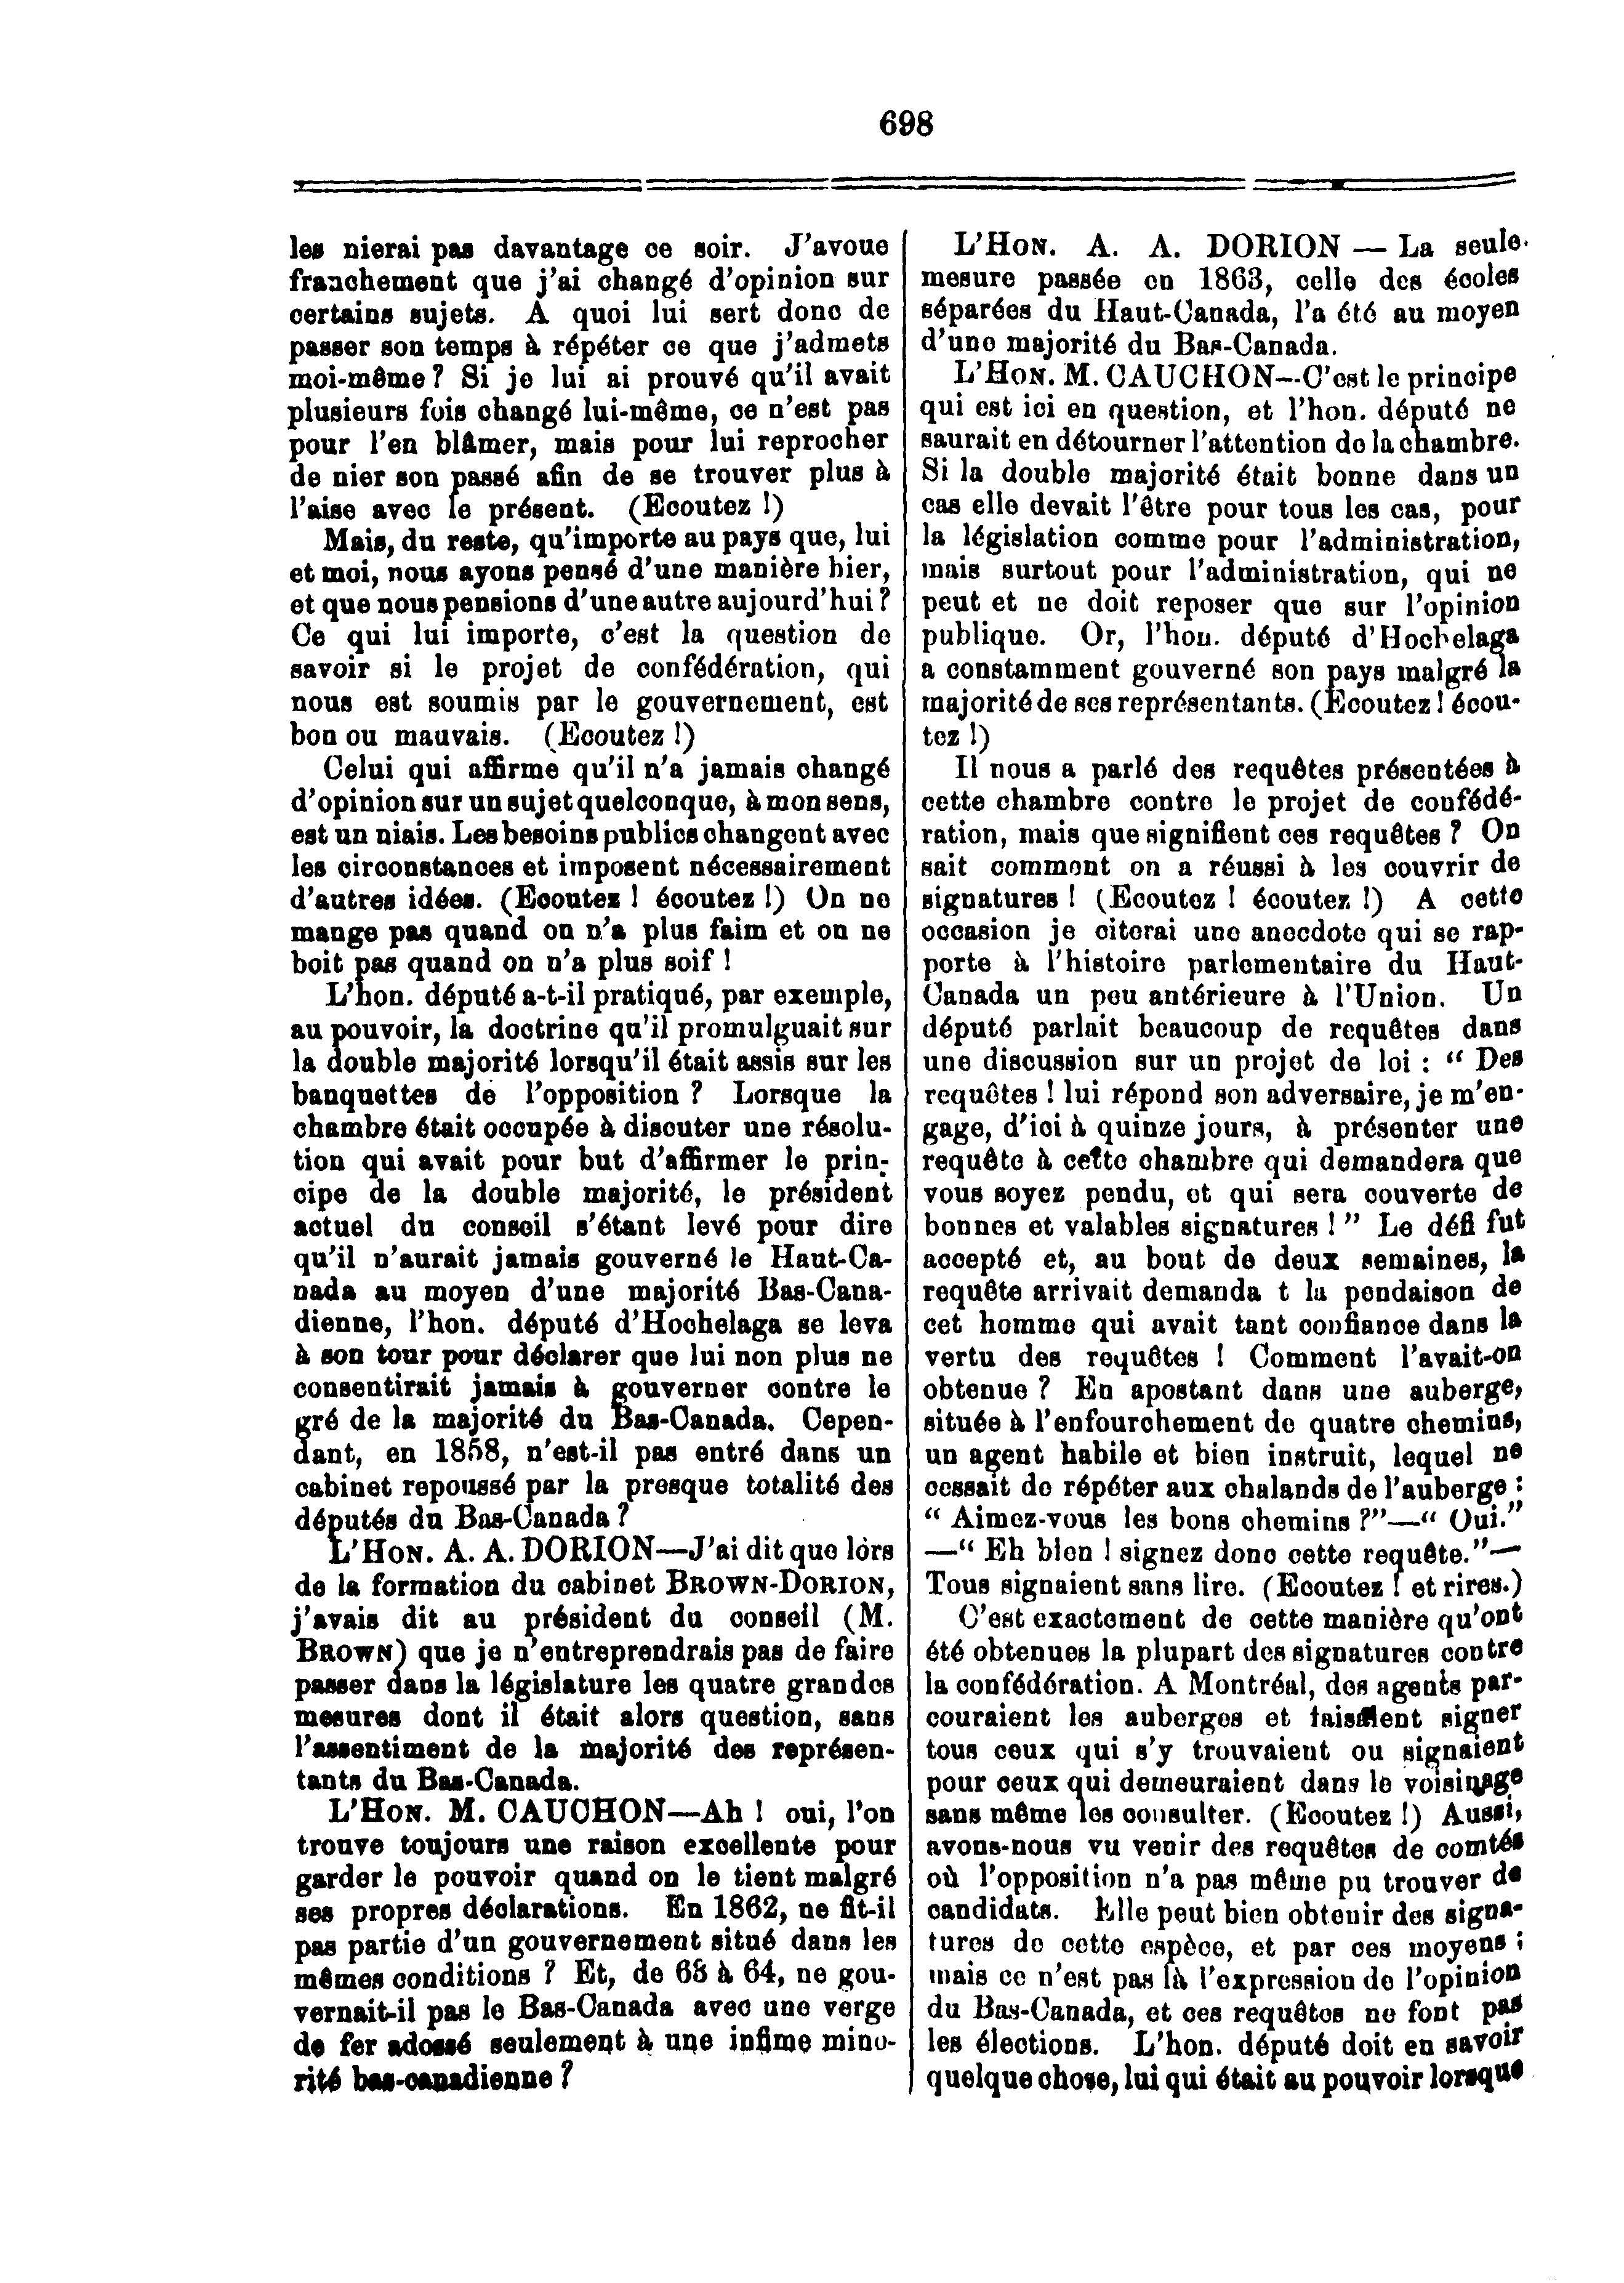 698
les nierai pas davantage ce soir. J'avoue
franchement que j'ai changé d'opinion sur
certains sujets. A quoi lui sert donc de
passer son temps à répéter ce que j'admets
moi-même ? Si je lui ai prouvé qu'il avait
plusieurs fois changé lui-même, ce n'est pas
pour l'en blâmer, mais pour lui reprocher
de nier son passé afin de se trouver plus à
l'aise avec le présent. (Ecoutez !)
Mais, du reste, qu'importe au pays que, lui
et moi, nous ayons pensé d'une manière hier,
et que nous pensions d'une autre aujourd'hui ?
Ce qui lui importe, c'est la question de
savoir si le projet de confédération, qui
nous est soumis par le gouvernement, est
bon ou mauvais. (Ecoutez !)
Celui qui affirme qu'il n'a jamais changé
d'opinion sur un sujet quelconque, à mon sens,
est un niais. Les besoins publics changent avec
les circonstances et imposent nécessairement
d'autres idées. (Ecoutez ! écoutez !) On ne
mange pas quand on n'a plus faim et on ne
boit pas quand on n'a plus soif !
L'hon. député a-t-il pratiqué, par exemple,
au pouvoir, la doctrine qu'il promulguait sur
la double majorité lorsqu'il était assis sur les
banquettes de l'opposition ? Lorsque la
chambre était occupée à discuter une résolu-
tion qui avait pour but d'affirmer le prin-
cipe de la double majorité, le président
actuel du conseil s'étant levé pour dire
qu'il n'aurait jamais gouverné le Haut-Ca-
nada au moyen d'une majorité Bas-Cana-
dienne, l'hon. député d'Hochelaga se leva
à son tour pour déclarer que lui non plus ne
consentirait jamais à gouverner contre le
gré de la majorité du Bas-Canada. Cepen-
dant, en 1858, n'est-il pas entré dans un
cabinet repoussé par la presque totalité des
députés du Bas-Canada ?
L'HON. A. A. DORION—J'ai dit que lors
de la formation du cabinet BROWN-DORION,
j'avais dit au président du conseil (M.
BROWN) que je n'entreprendrais pas de faire
passer dans la législature les quatre grandes
mesures dont il était alors question, sans
l'assentiment de la majorité des représen-
tants du Bas-Canada.
L'HON. M. CAUCHON—Ah ! oui, l'on
trouve toujours une raison excellente pour
garder le pouvoir quand on le tient malgré
ses propres déclarations. En 1862, ne fit-il
pas partie d'un gouvernement situé dans les
mêmes conditions ? Et, de 63 à 64, ne gou-
vernait-il pas le Bas-Canada avec une verge
de fer adossé seulement à une infime mino-
rité bas-canadienne ?
L'HON. A. A. DORION — La seule
mesure passée en 1863, celle des écoles
séparées du Haut-Canada, l'a été au moyen
d'une majorité du Bas-Canada.
L'HON. M. CAUCHON—C'est le principe
qui est ici en question, et l'hon. député ne
saurait en détourner l'attention de la chambre.
Si la double majorité était bonne dans un
cas elle devait l'être pour tous les cas, pour
la législation comme pour l'administration,
mais surtout pour l'administration, qui ne
peut et ne doit reposer que sur l'opinion
publique. Or, l'hon. député d'Hochelaga
a constamment gouverné son pays malgré la
majorité de ses représentants. (Ecoutez ! écou-
tez !)
Il nous a parlé des requêtes présentées à
cette chambre contre le projet de confédé-
ration, mais que signifient ces requêtes ? On
sait comment on a réussi à les couvrir de
signatures ! (Ecoutez ! écoutez !) A cette
occasion je citerai une anecdote qui se rap-
porte à l'histoire parlementaire du Haut-
Canada un peu antérieure à l'Union. Un
député parlait beaucoup de requêtes dans
une discussion sur un projet de loi : “ Des
requêtes ! lui répond son adversaire, je m'en-
gage, d'ici à quinze jours, à présenter une
requête à cette chambre qui demandera que
vous soyez pendu, et qui sera couverte de
bonnes et valables signatures ! ” Le défi fut
accepté et, au bout de deux semaines, la
requête arrivait demanda t la pendaison de
cet homme qui avait tant confiance dans la
vertu des requêtes ! Comment l'avait-on
obtenue ? En apostant dans une auberge,
située à l'enfourchement de quatre chemins,
un agent habile et bien instruit, lequel ne
cessait de répéter aux chalands de l'auberge :
“ Aimez-vous les bons chemins ?”—“ Oui.”
—“ Eh bien ! signez donc cette requête.”—
Tous signaient sans lire. (Ecoutez ! et rires.)
C'est exactement de cette manière qu'ont
été obtenues la plupart des signatures contre
la confédération. A Montréal, des agents par-
couraient les auberges et faisaient signer
tous ceux qui s'y trouvaient ou signaient
pour ceux qui demeuraient dans le voisinage
sans même les consulter. (Ecoutez !) Aussi,
avons-nous vu venir des requêtes de comtés
où l'opposition n'a pas même pu trouver de
candidats. Elle peut bien obtenir des signa-
tures de cette espèce, et par ces moyens ;
mais ce n'est pas là l'expression de l'opinion
du Bas-Canada, et ces requêtes ne font pas
les élections. L'hon. député doit en savoir
quelque chose, lui qui était au pouvoir lorsque